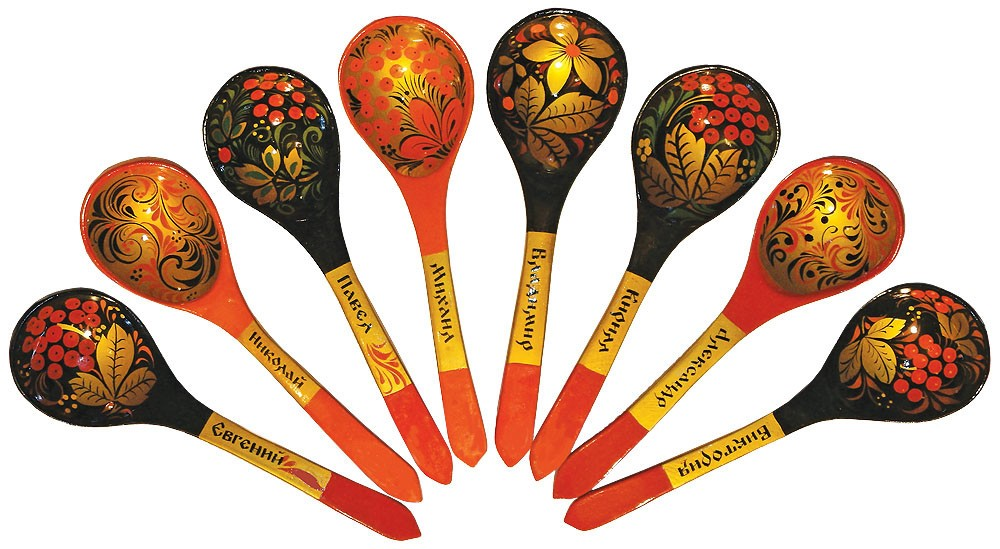 Евгений
Николай
Павел
Михаил
Владимир
Кирилл
Александр
Виктория